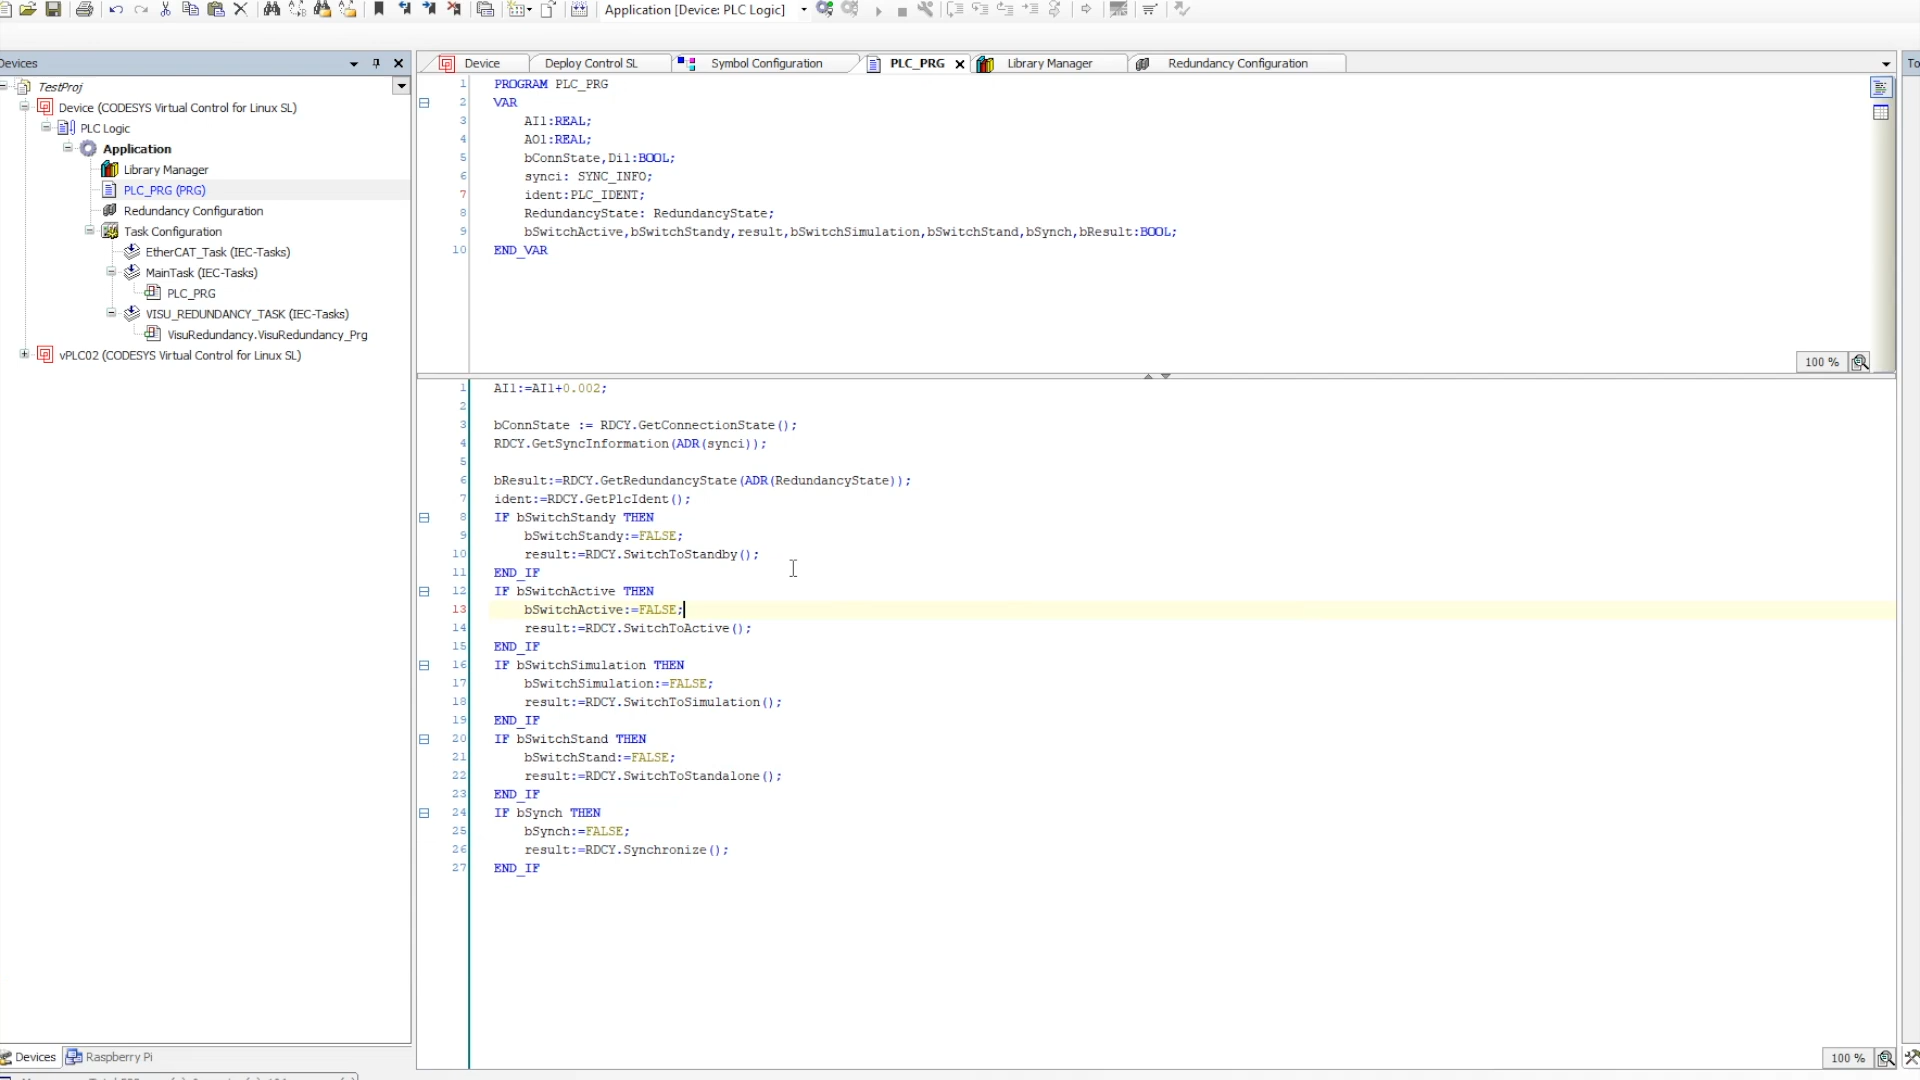 Application [Device: PLC Logic]
Devices
TestProj
Device (CODESYS Virtual Control for Linux SL)
PLC Logic
Application
Library Manager
PLC_PRG (PRG)
Redundancy Configuration
Task Configuration
EtherCAT_Task (IEC-Tasks)
MainTask (IEC-Tasks)
PLC_PRG
VISU_REDUNDANCY_TASK (IEC-Tasks)
VisuRedundancy.VisuRedundancy_Prg
vPLC02 (CODESYS Virtual Control for Linux SL)
Devices Raspberry Pi
Device Deploy Control SL Symbol Configuration PLC_PRG Library Manager Redundancy Configuration
To
1 PROGRAM PLC_PRG
2 VAR
3 AI1:REAL;
4 AO1:REAL;
5 bConnState,Di1:BOOL;
6 synci: SYNC_INFO;
7 ident:PLC_IDENT;
8 RedundancyState: RedundancyState;
9 bSwitchActive,bSwitchStandy,result,bSwitchSimulation,bSwitchStand,bSynch,bResult:BOOL;
10 END_VAR
100 %
1 AI1:=AI1+0.002;
2
3 bConnState := RDCY.GetConnectionState();
4 RDCY.GetSyncInformation(ADR(synci));
5
6 bResult:=RDCY.GetRedundancyState(ADR(RedundancyState));
7 ident:=RDCY.GetPlcIdent();
8 IF bSwitchStandy THEN
9 bSwitchStandy:=FALSE;
10 result:=RDCY.SwitchToStandby();
11 END_IF
12 IF bSwitchActive THEN
13 bSwitchActive:=FALSE;
14 result:=RDCY.SwitchToActive();
15 END_IF
16 IF bSwitchSimulation THEN
17 bSwitchSimulation:=FALSE;
18 result:=RDCY.SwitchToSimulation();
19 END_IF
20 IF bSwitchStand THEN
21 bSwitchStand:=FALSE;
22 result:=RDCY.SwitchToStandalone();
23 END_IF
24 IF bSynch THEN
25 bSynch:=FALSE;
26 result:=RDCY.Synchronize();
27 END_IF
100 %